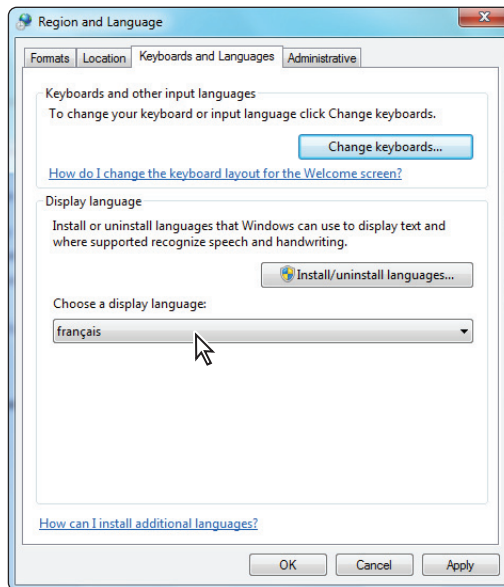 Region and Language
Formats Location Keyboards and Languages Administrative
Keyboards and other input languages
To change your keyboard or input language click Change keyboards.
Change keyboards...
How do I change the keyboard layout for the Welcome screen?
Display language
Install or uninstall languages that Windows can use to display text and
where supported recognize speech and handwriting.
Install/uninstall languages...
Choose a display language:
français
How can I install additional languages?
OK Cancel Apply